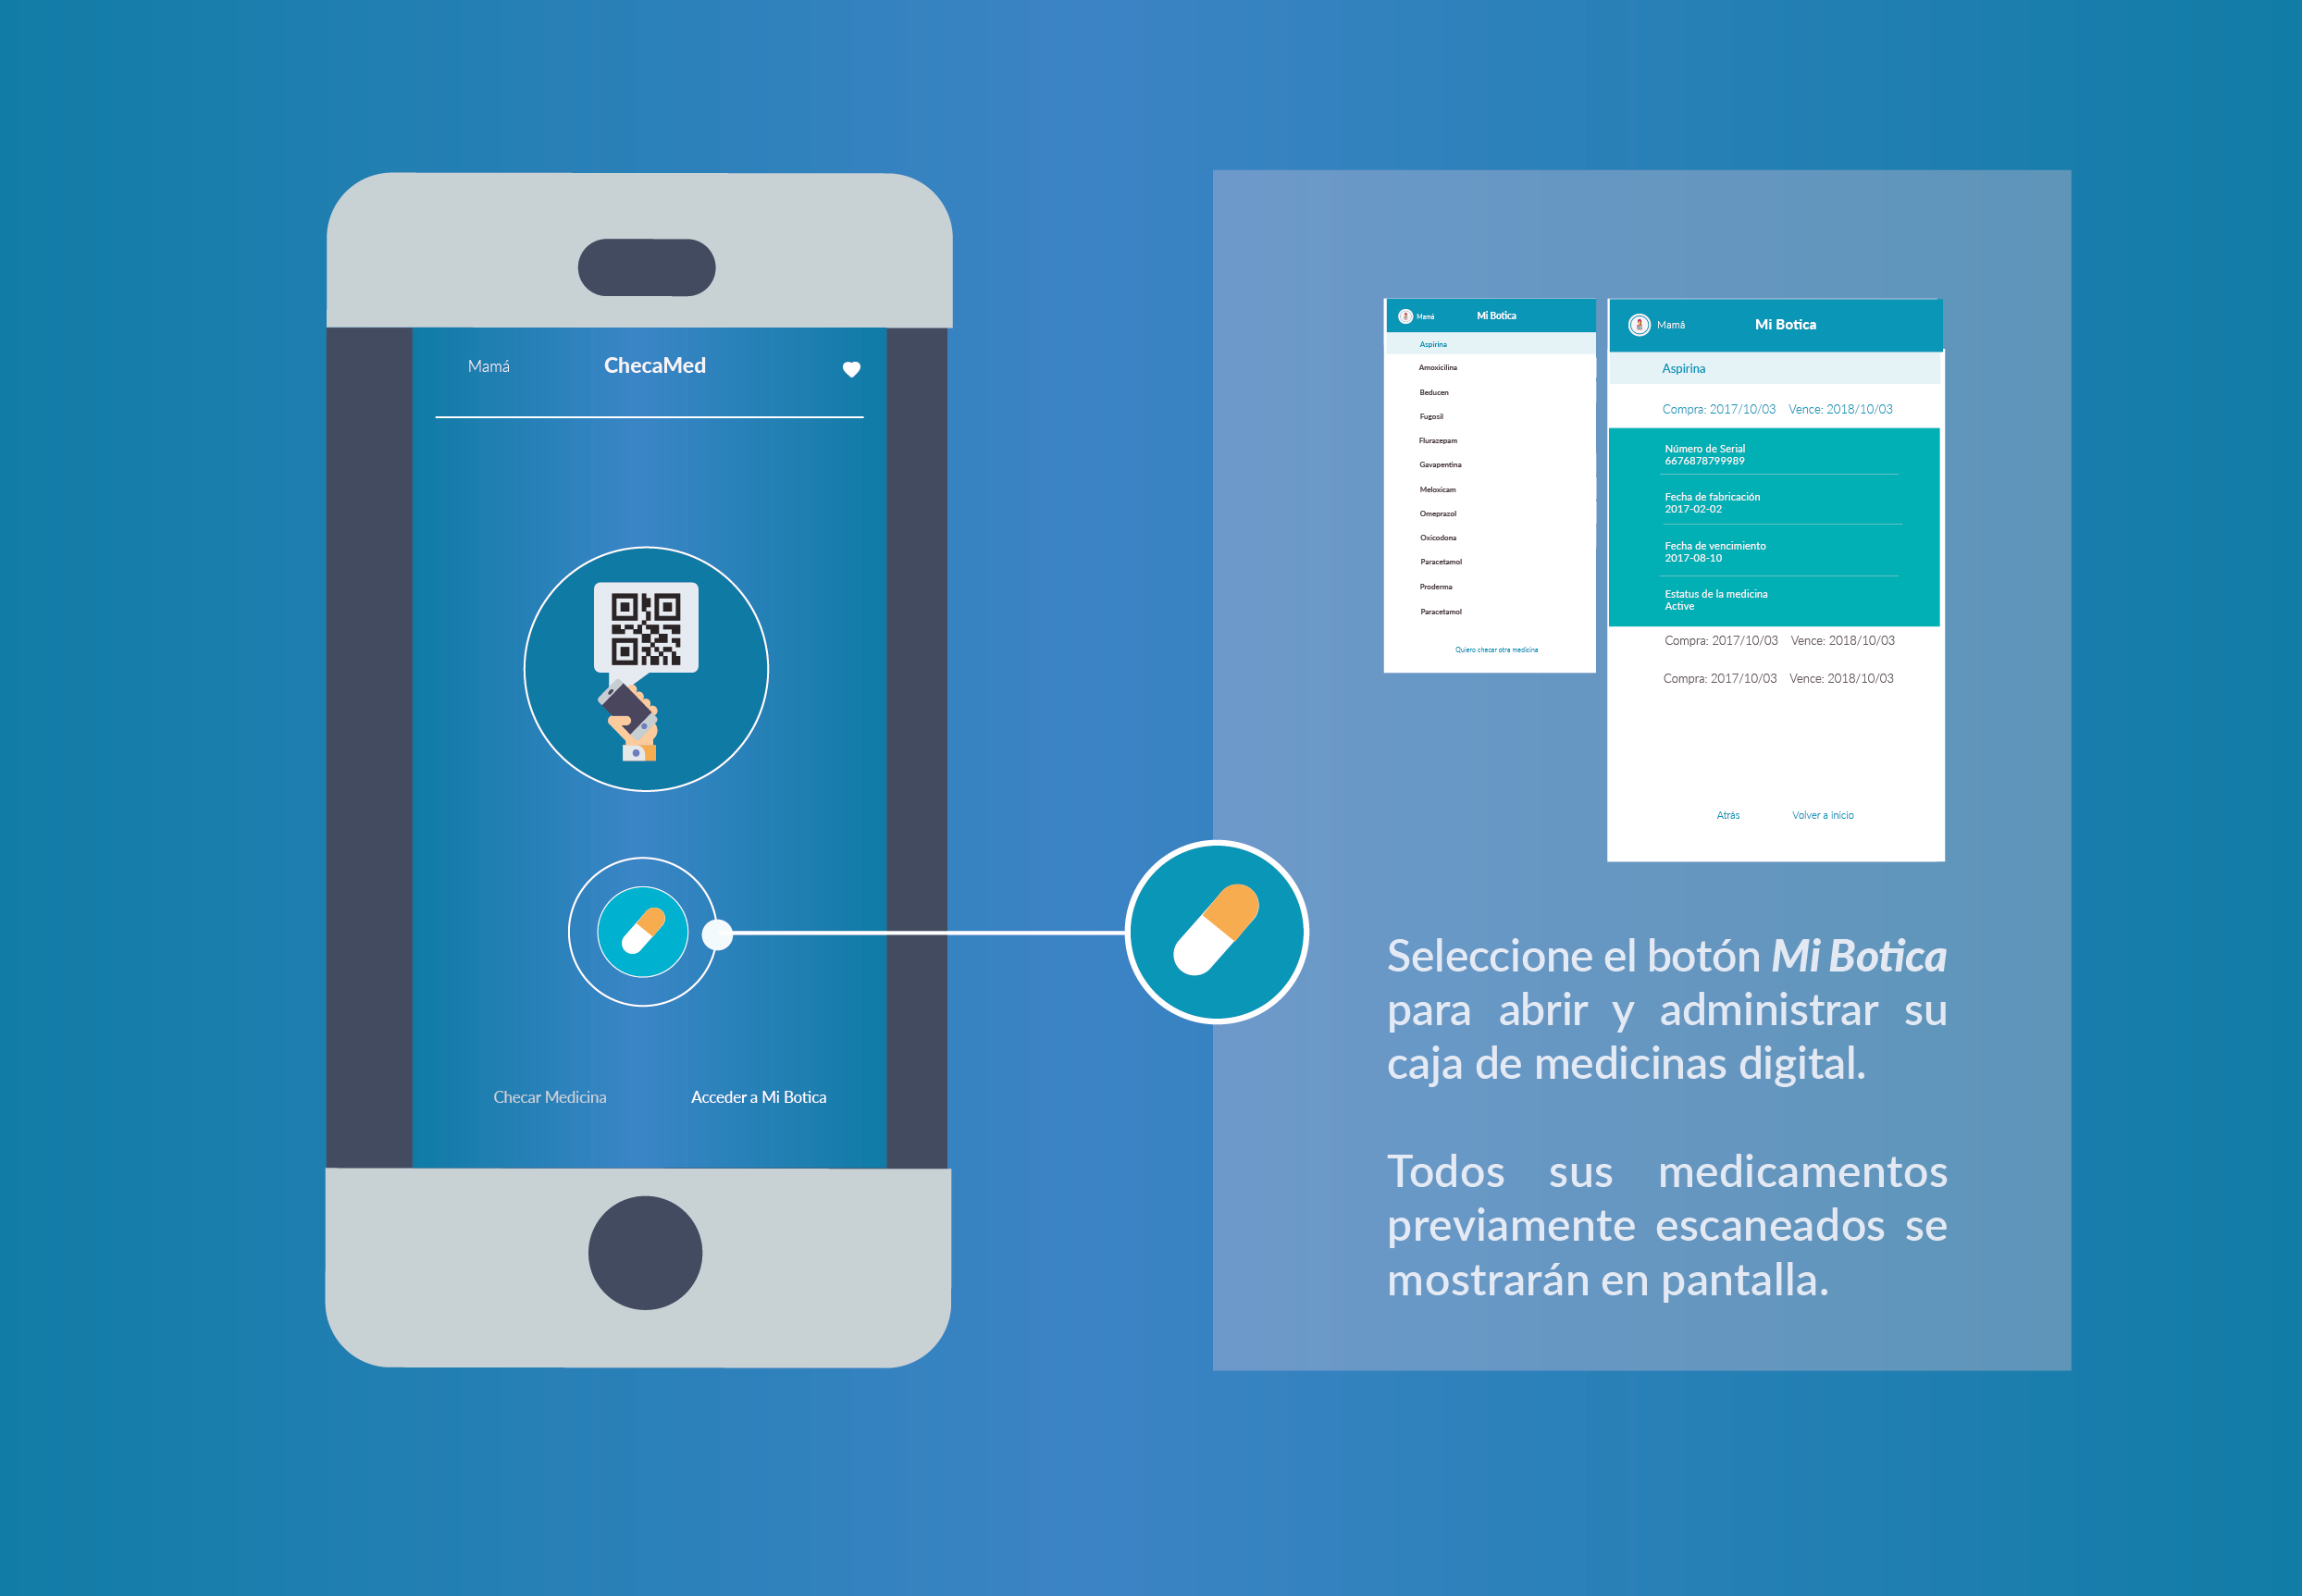 Mamá
ChecaMed
Checar Medicina
Acceder a Mi Botica
Mamá
Mi Botica
Aspirina
Amoxicilina
Beducen
Fugosil
Flurazepam
Gavapentina
Meloxicam
Omeprazol
Oxicodona
Paracetamol
Proderma
Paracetamol
Quiero checar otra medicina
Mamá
Mi Botica
Aspirina
Compra: 2017/10/03 Vence: 2018/10/03
Número de Serial
6676878799989
Fecha de fabricación
2017-02-02
Fecha de vencimiento
2017-08-10
Estatus de la medicina
Active
Compra: 2017/10/03 Vence: 2018/10/03
Compra: 2017/10/03 Vence: 2018/10/03
Atrás
Volver a inicio
Seleccione el botón Mi Botica
para abrir y administrar su
caja de medicinas digital.
Todos sus medicamentos
previamente escaneados se
mostrarán en pantalla.